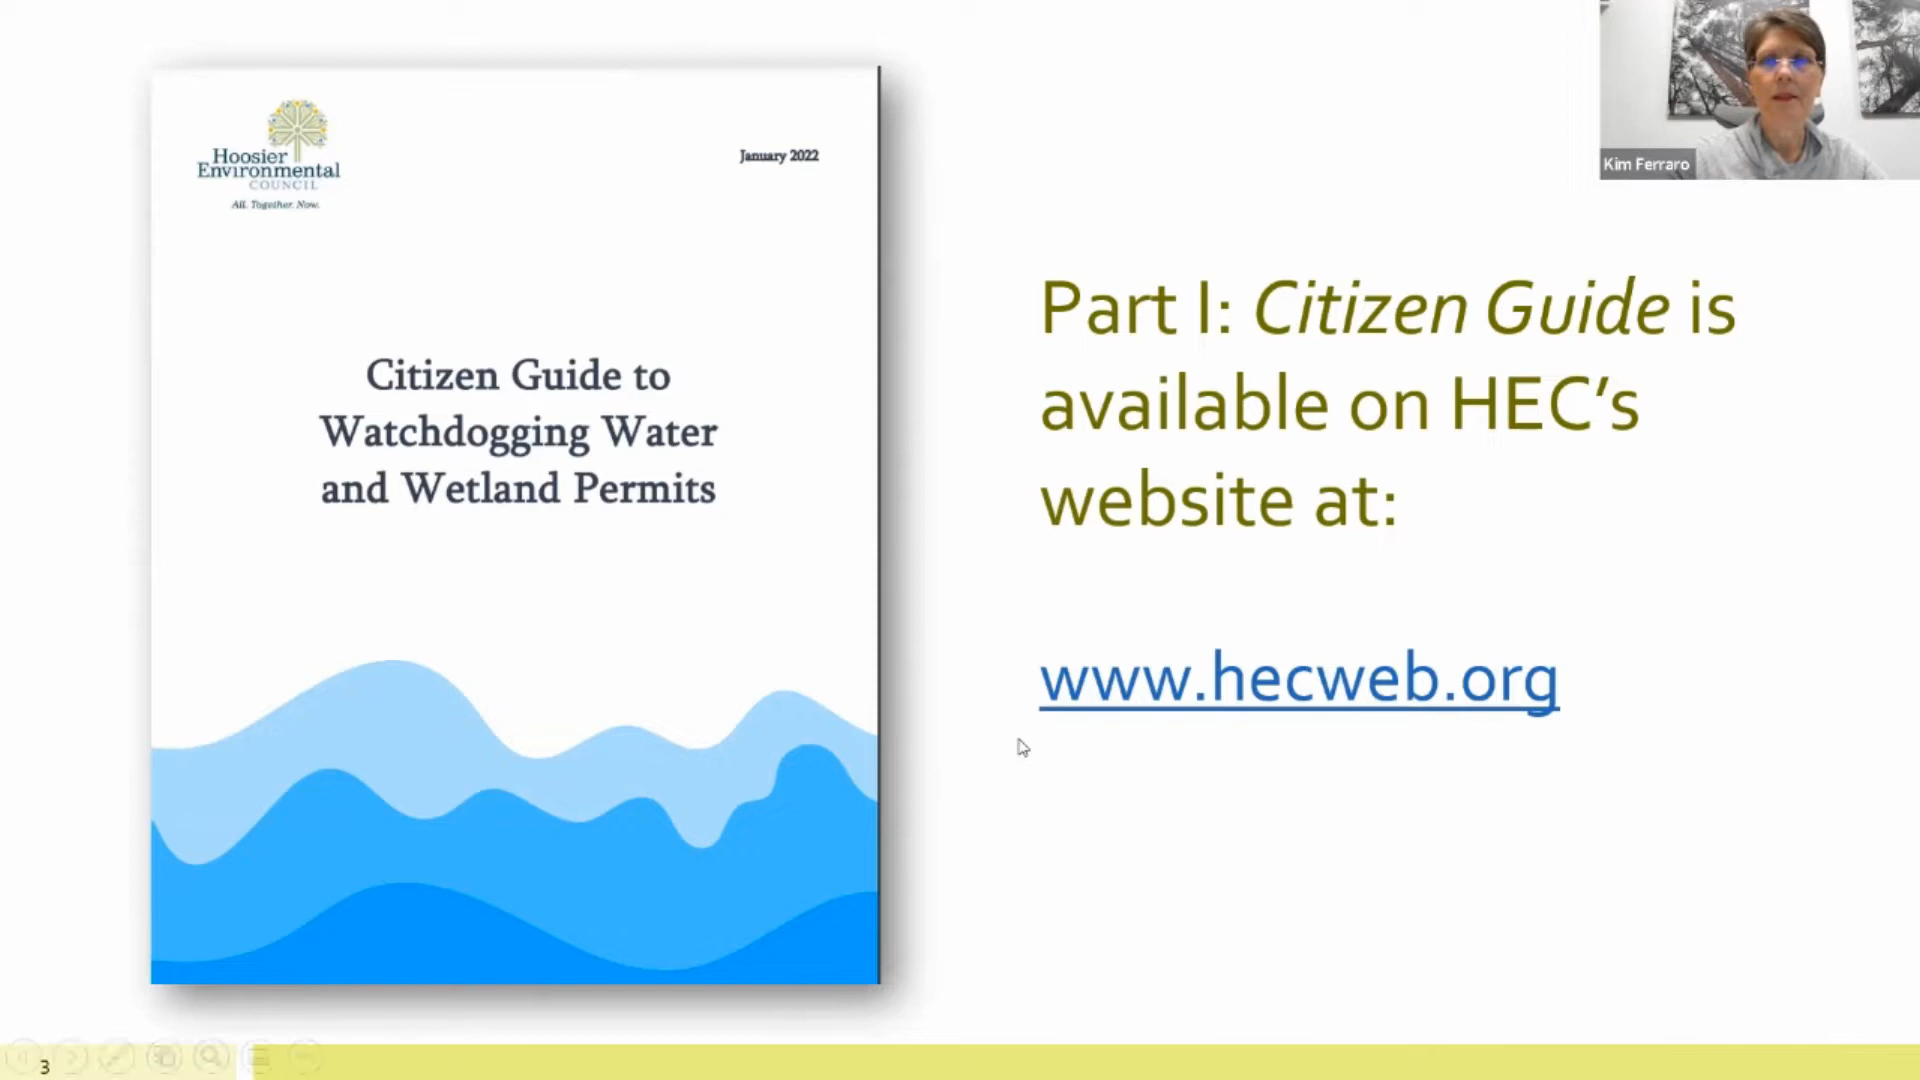 Hoosier
Environmental
COUNCIL
All. Together. Now.
January 2022
Citizen Guide to
Watchdogging Water
and Wetland Permits
Kim Ferraro
Part I: Citizen Guide is
available on HEC’s
website at:
www.hecweb.org
3